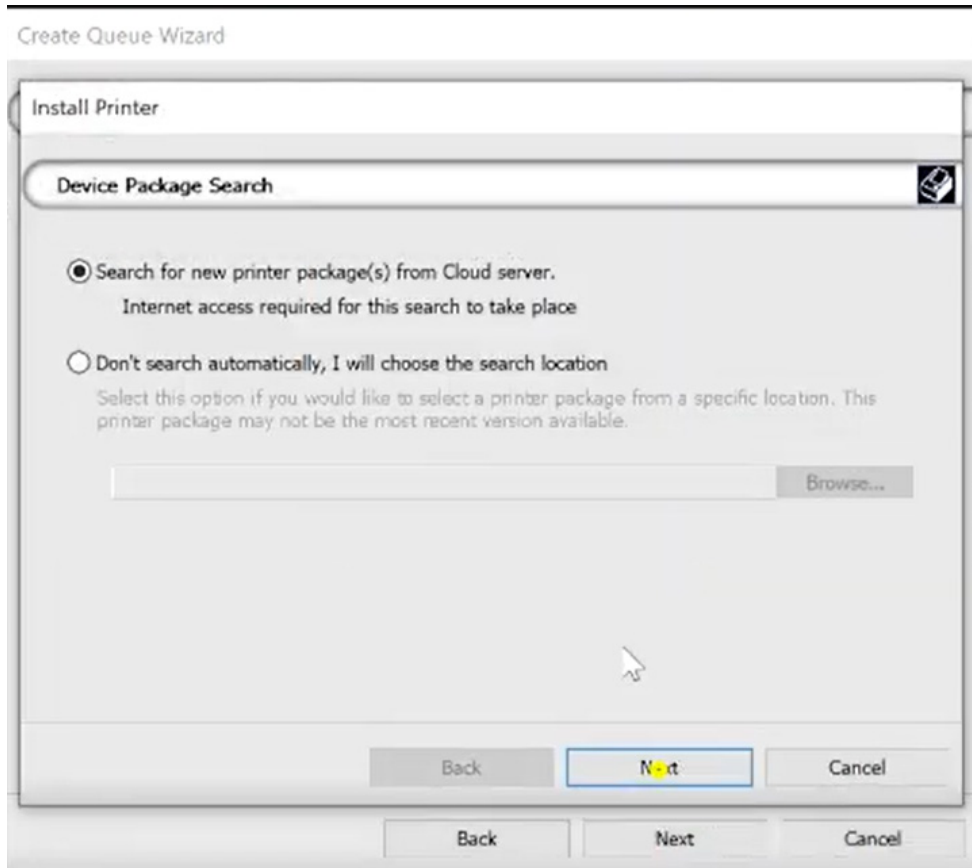 Create Queue Wizard
Install Printer
Device Package Search
Search for new printer package(s) from Cloud server.
Internet access required for this search to take place
Don't search automatically, I will choose the search location
Select this option if you would like to select a printer package from a specific location. This
printer package may not be the most recent version available.
Browse...
Back Next Cancel
Back Next Cancel